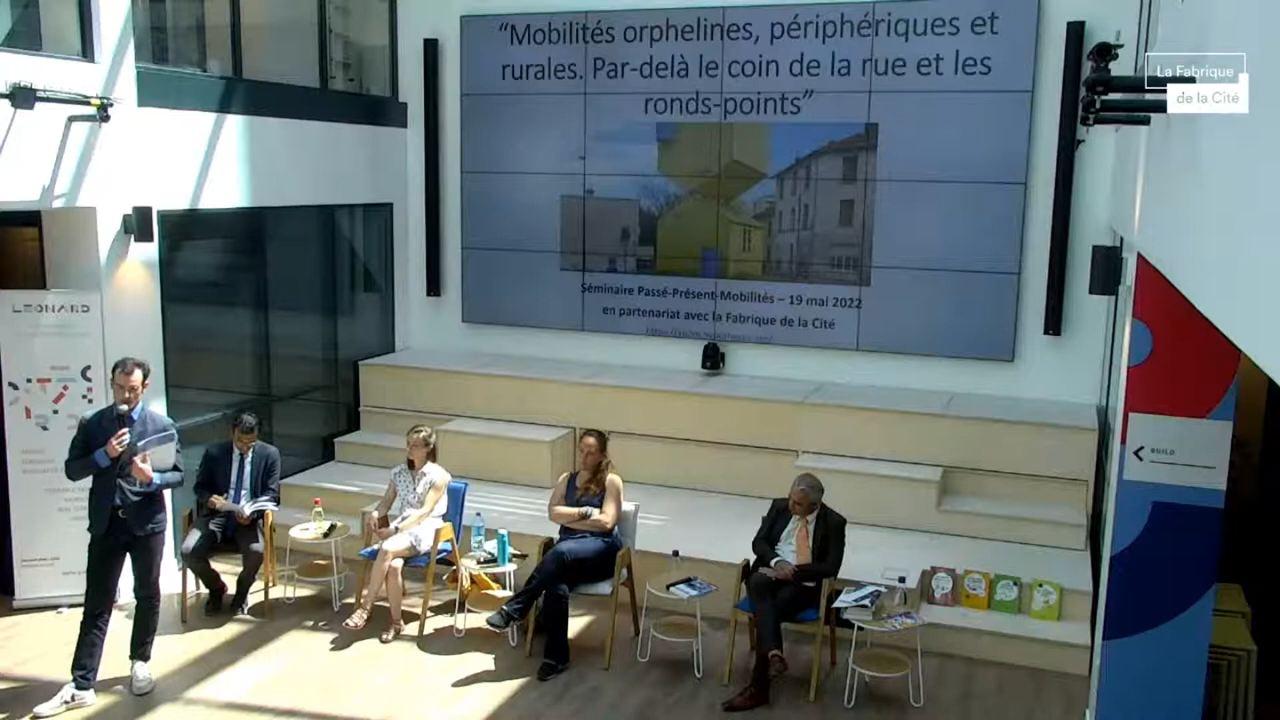 “Mobilités orphelines, périphériques et
rurales. Par-delà le coin de la rue et les
ronds-points”
Séminaire Passé-Présent-Mobilités – 19 mai 2022
en partenariat avec la Fabrique de la Cité
La Fabrique
de la Cité
LEONARD
BUILD